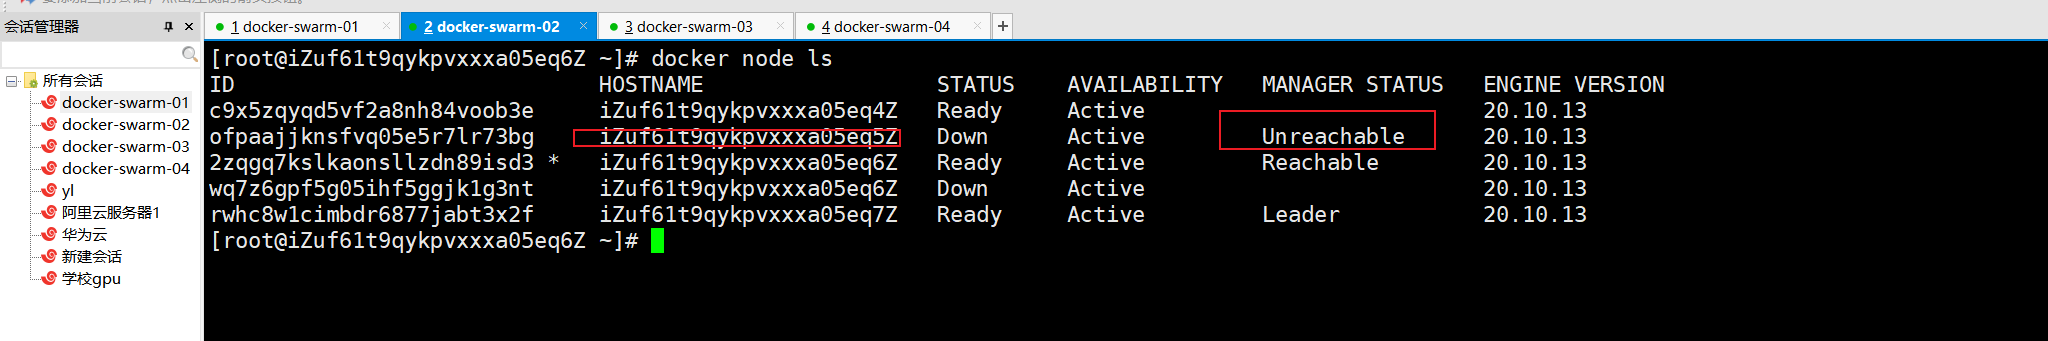 会话管理器
所有会话
docker-swarm-01
docker-swarm-02
docker-swarm-03
docker-swarm-04
yl
阿里云服务器1
华为云
新建会话
学校gpu
1 docker-swarm-01 2 docker-swarm-02 3 docker-swarm-03 4 docker-swarm-04 +
[root@iZuf61t9qykpvxxxa05eq6Z ~]# docker node ls
ID HOSTNAME STATUS AVAILABILITY MANAGER STATUS ENGINE VERSION
c9x5zqyqd5vf2a8nh84voob3e iZuf61t9qykpvxxxa05eq4Z Ready Active 20.10.13
ofpaajjknsfvq05e5r7lr73bg iZuf61t9qykpvxxxa05eq5Z Down Active Unreachable 20.10.13
2zqgq7kslkaonsllzdn89isd3 * iZuf61t9qykpvxxxa05eq6Z Ready Active Reachable 20.10.13
wq7z6gpf5g05ihf5ggjk1g3nt iZuf61t9qykpvxxxa05eq6Z Down Active 20.10.13
rwhc8w1cimbdr6877jabt3x2f iZuf61t9qykpvxxxa05eq7Z Ready Active Leader 20.10.13
[root@iZuf61t9qykpvxxxa05eq6Z ~]#